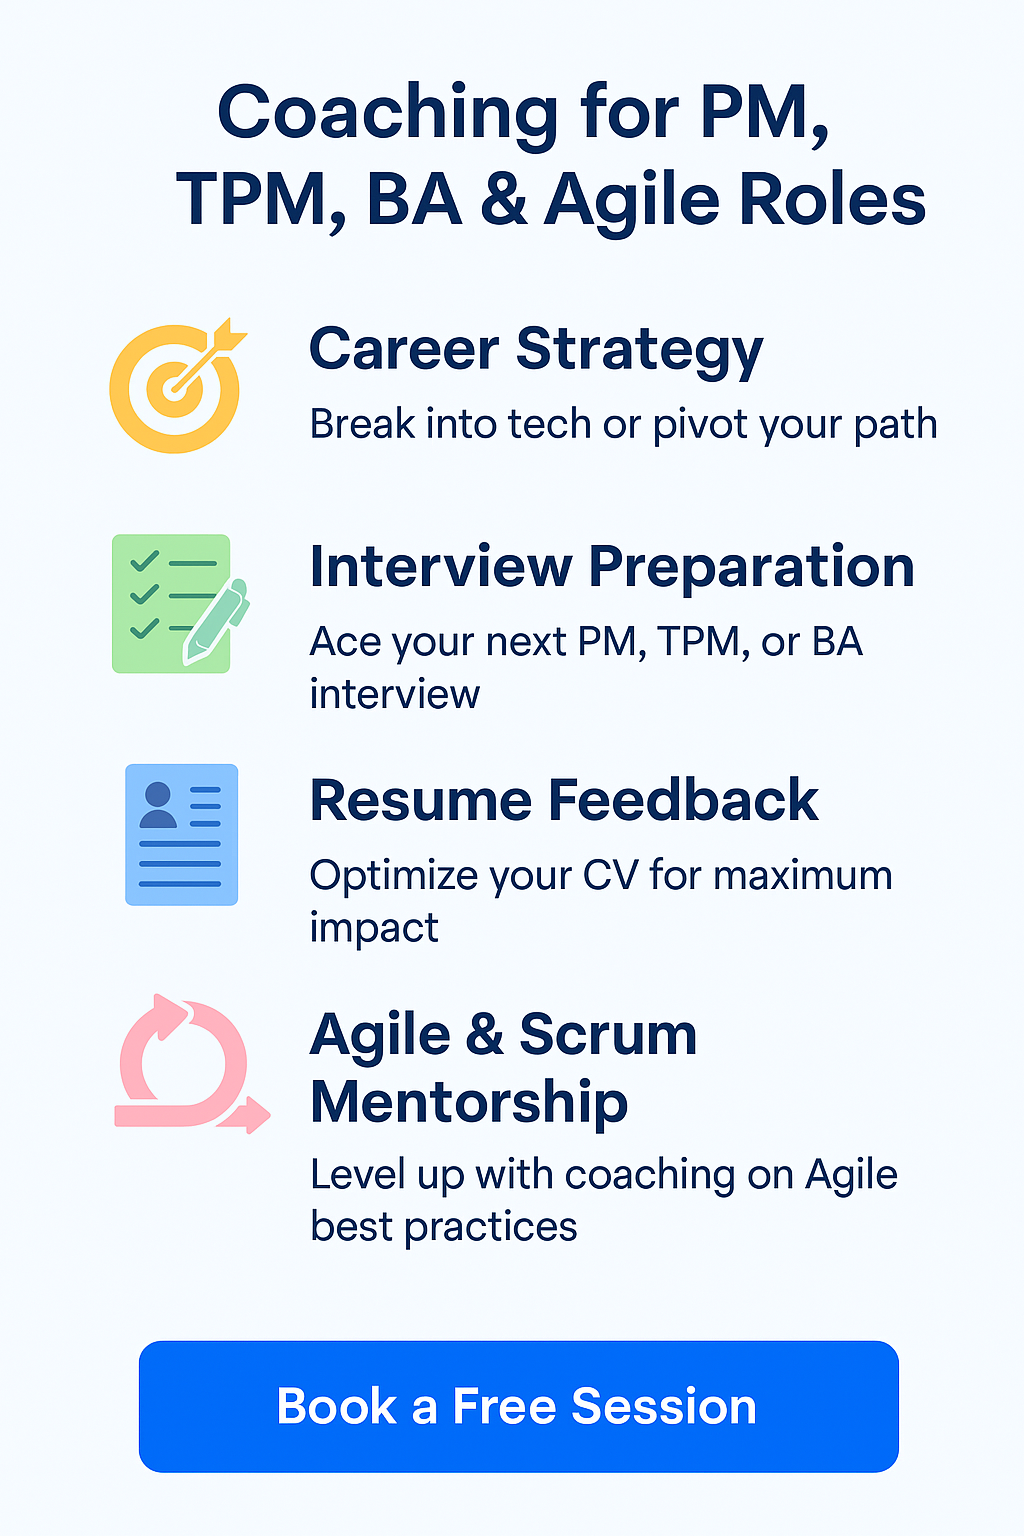 Coaching for PM,
TPM, BA & Agile Roles
Career Strategy
Break into tech or pivot your path
Interview Preparation
Ace your next PM, TPM, or BA
interview
Resume Feedback
Optimize your CV for maximum
impact
Agile & Scrum
Mentorship
Level up with coaching on Agile
best practices
Book a Free Session